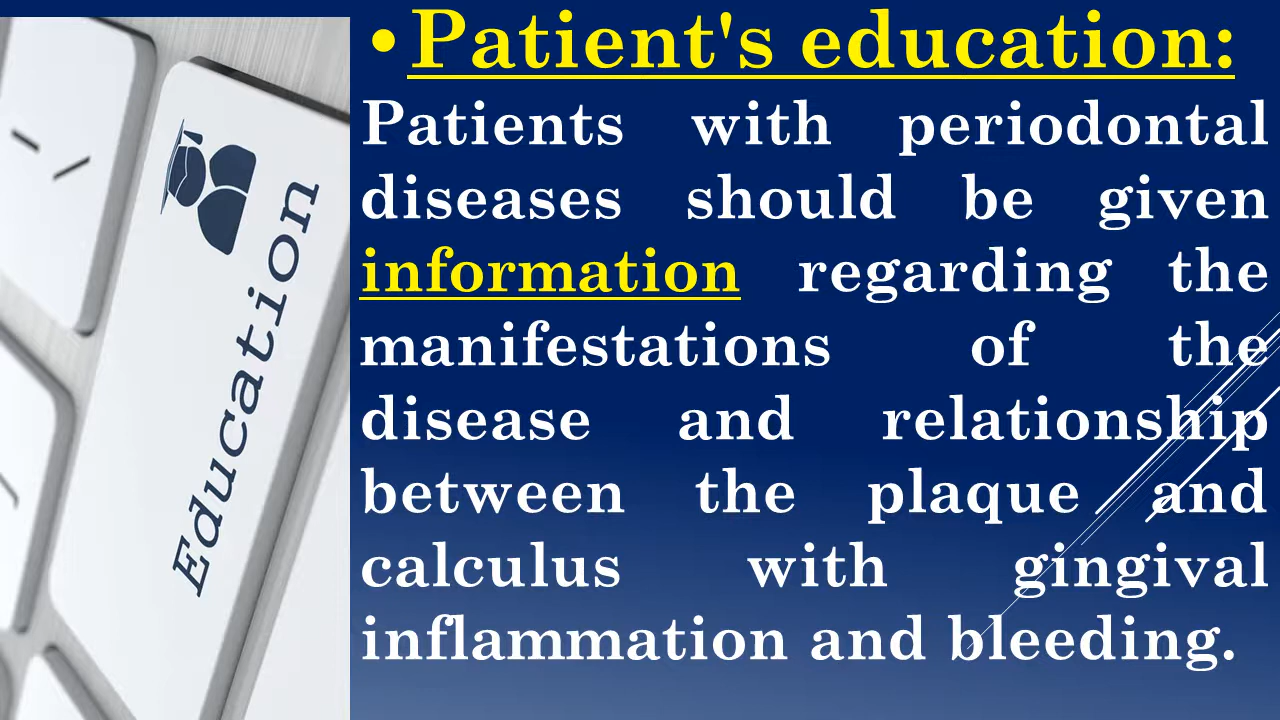 •Patient's education:
Patients with periodontal
diseases should be given
information regarding the
manifestations of the
disease and relationship
between the plaque and
calculus with gingival
inflammation and bleeding.
Education